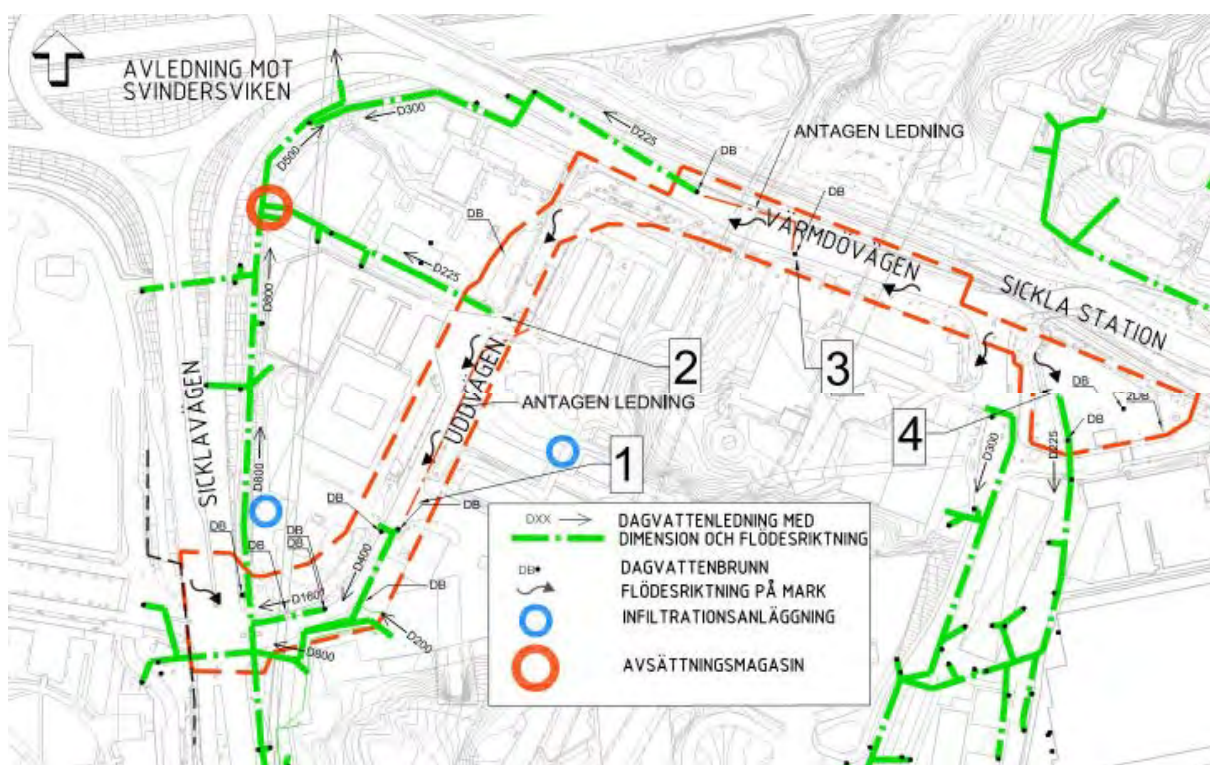 AVLEDNING MOT
SVINDERSVIKEN
D300
D500
D225
DB
ANTAGEN LEDNING
DB
DB
VÄRMDÖVÄGEN
SICKLA STATION
D225
D800
2
3
DB
2DB
4
DB
D300
D225
UDDVÄGEN
ANTAGEN LEDNING
SICKLAVÄGEN
D800
1
DB
DB
DB
DB
DB
D400
DB
D160
D200
D800
DXX
DAGVATTENLEDNING MED
DIMENSION OCH FLÖDESRIKTNING
DB
DAGVATTENBRUNN
FLÖDESRIKTNING PÅ MARK
INFILTRATIONSANLÄGGNING
AVSÄTTNINGSMAGASIN